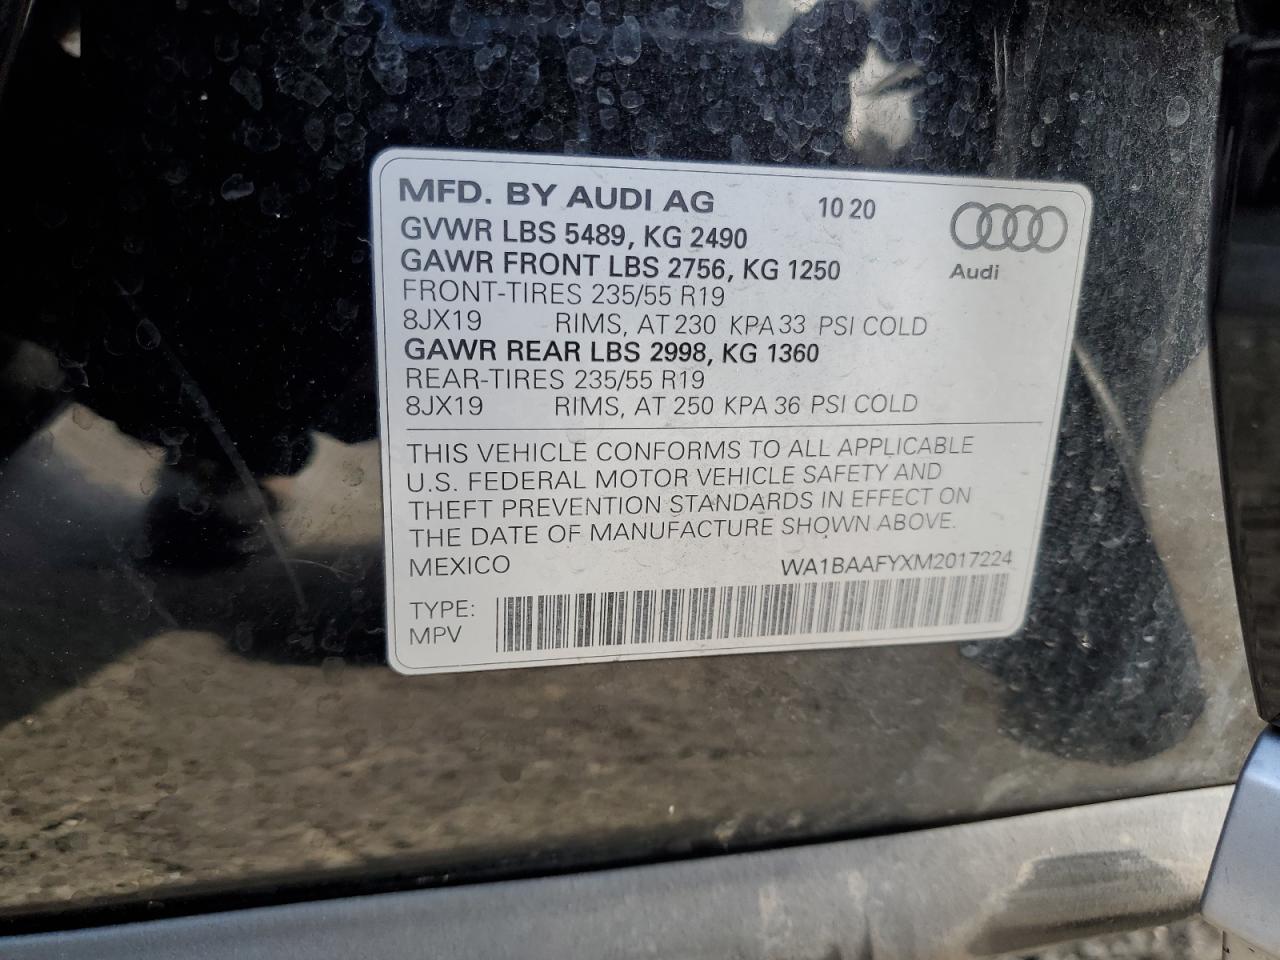 MFD. BY AUDI AG 10 20
GVWR LBS 5489, KG 2490
GAWR FRONT LBS 2756, KG 1250
Audi
FRONT-TIRES 235/55 R19
8JX19 RIMS, AT 230 KPA 33 PSI COLD
GAWR REAR LBS 2998, KG 1360
REAR-TIRES 235/55 R19
8JX19 RIMS, AT 250 KPA 36 PSI COLD
THIS VEHICLE CONFORMS TO ALL APPLICABLE
U.S. FEDERAL MOTOR VEHICLE SAFETY AND
THEFT PREVENTION STANDARDS IN EFFECT ON
THE DATE OF MANUFACTURE SHOWN ABOVE.
MEXICO WA1BAAFYXM2017224
TYPE:
MPV